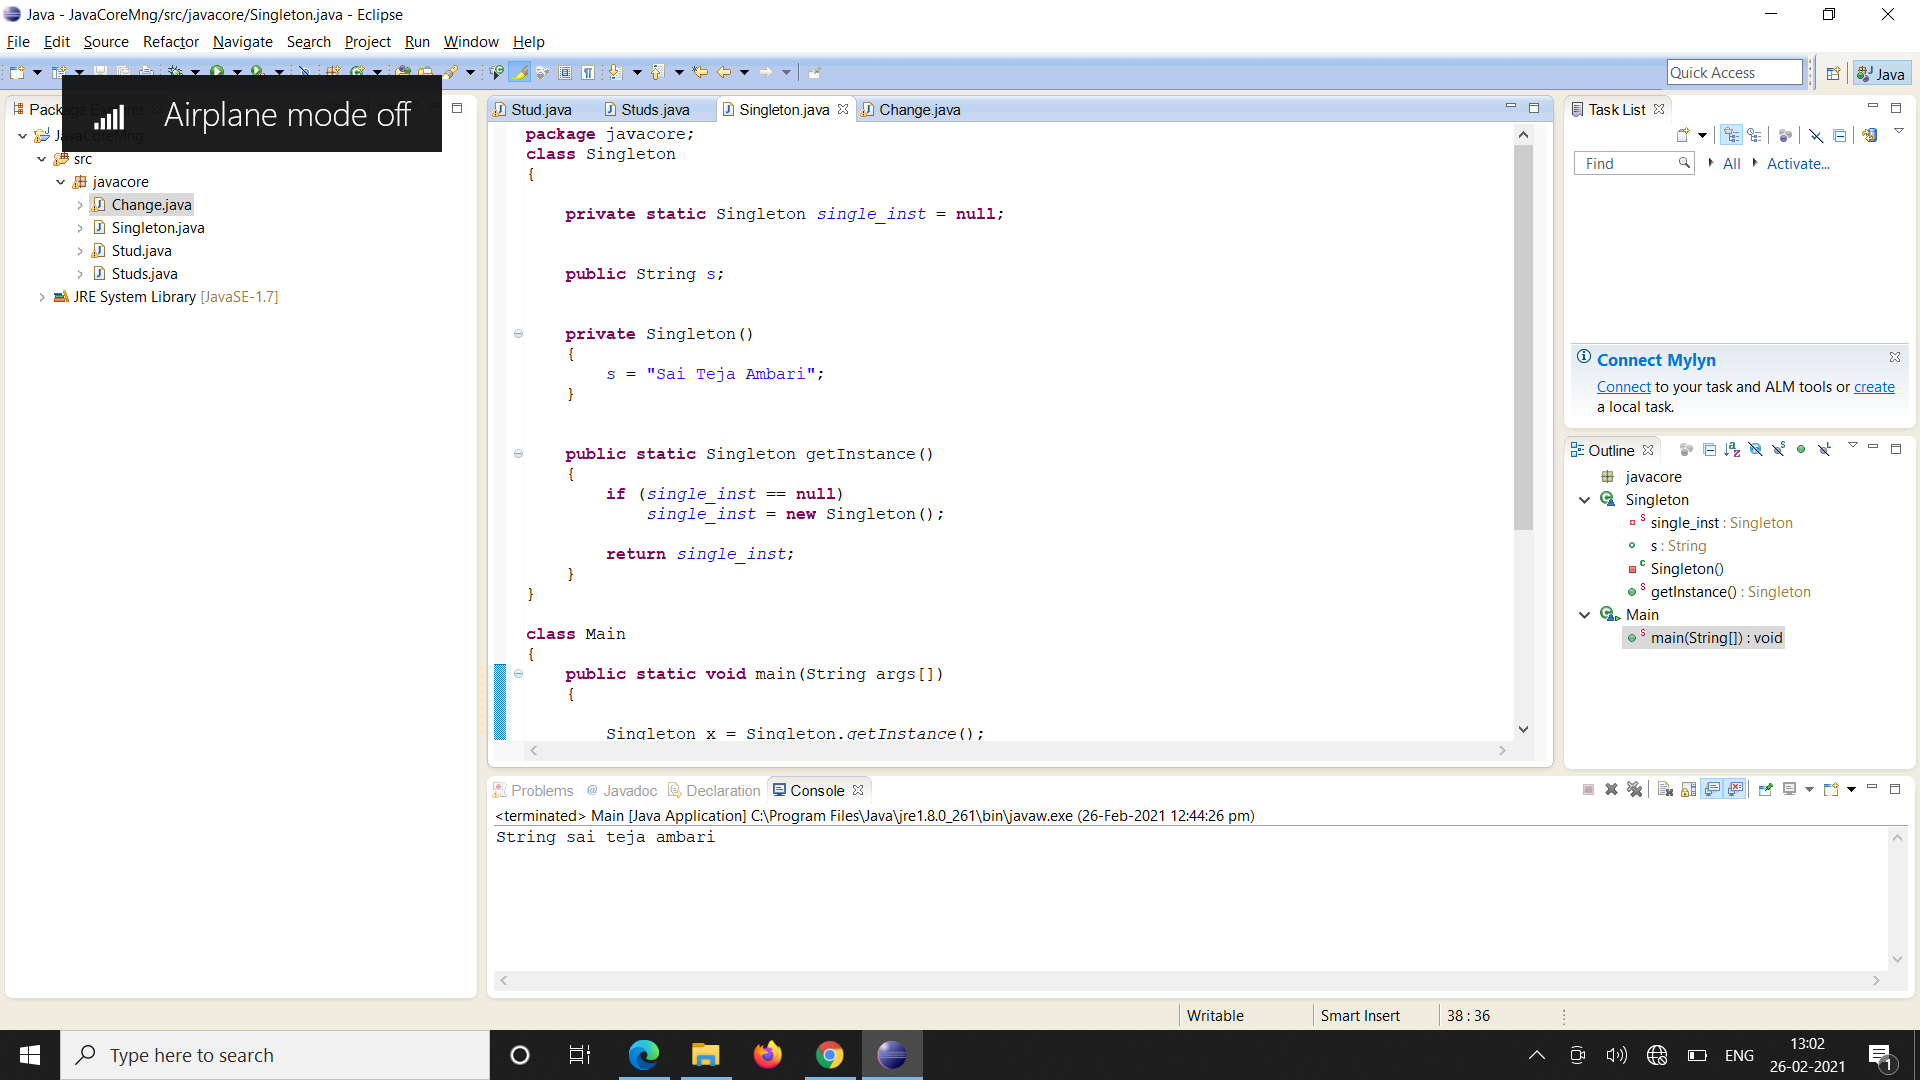 Java - JavaCoreMng/src/javacore/Singleton.java - Eclipse
File Edit Source Refactor Navigate Search Project Run Window Help
Quick Access
Java
Airplane mode off
src
javacore
Change.java
Singleton.java
Stud.java
Studs.java
JRE System Library [JavaSE-1.7]
Stud.java Studs.java Singleton.java Change.java
package javacore;
class Singleton
{
private static Singleton single_inst = null;
public String s;
private Singleton()
{
s = "Sai Teja Ambari";
}
public static Singleton getInstance()
{
if (single_inst == null)
single_inst = new Singleton();
return single_inst;
}
}
class Main
{
public static void main(String args[])
{
Singleton x = Singleton.getInstance();
Task List
Find All Activate...
Connect Mylyn
Connect to your task and ALM tools or create
a local task.
Outline
javacore
Singleton
single_inst : Singleton
s : String
Singleton()
getInstance() : Singleton
Main
main(String[]) : void
Problems @ Javadoc Declaration Console
<terminated> Main [Java Application] C:\Program Files\Java\jre1.8.0_261\bin\javaw.exe (26-Feb-2021 12:44:26 pm)
String sai teja ambari
Writable Smart Insert 38 : 36
Type here to search
ENG
13:02
26-02-2021
1